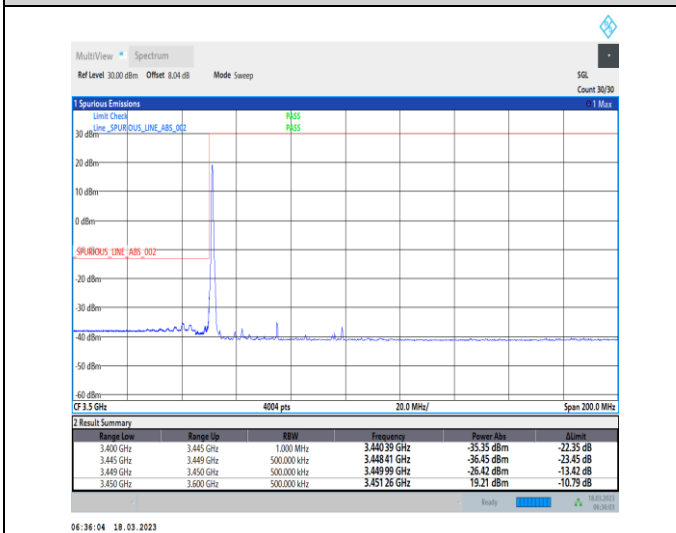 MultiView Spectrum
Ref Level 30.00 dBm Offset 8.04 dB Mode Sweep SGL
Count 30/30
1 Spurious Emissions 1 Max
Limit Check PASS
Line _SPURIOUS_LINE_ABS_002 PASS
30 dBm
20 dBm
10 dBm
0 dBm
_SPURIOUS_LINE_ABS_002
-20 dBm
-30 dBm
-40 dBm
-50 dBm
-60 dBm
CF 3.5 GHz 4004 pts 20.0 MHz/ Span 200.0 MHz
2 Result Summary
Range Low Range Up RBW Frequency Power Abs ΔLimit
3.400 GHz 3.445 GHz 1.000 MHz 3.440 39 GHz -35.35 dBm -22.35 dB
3.445 GHz 3.449 GHz 500.000 kHz 3.448 41 GHz -36.45 dBm -23.45 dB
3.449 GHz 3.450 GHz 500.000 kHz 3.449 99 GHz -26.42 dBm -13.42 dB
3.450 GHz 3.600 GHz 500.000 kHz 3.451 26 GHz 19.21 dBm -10.79 dB
Ready 18.03.2023
06:36:03
06:36:04 18.03.2023